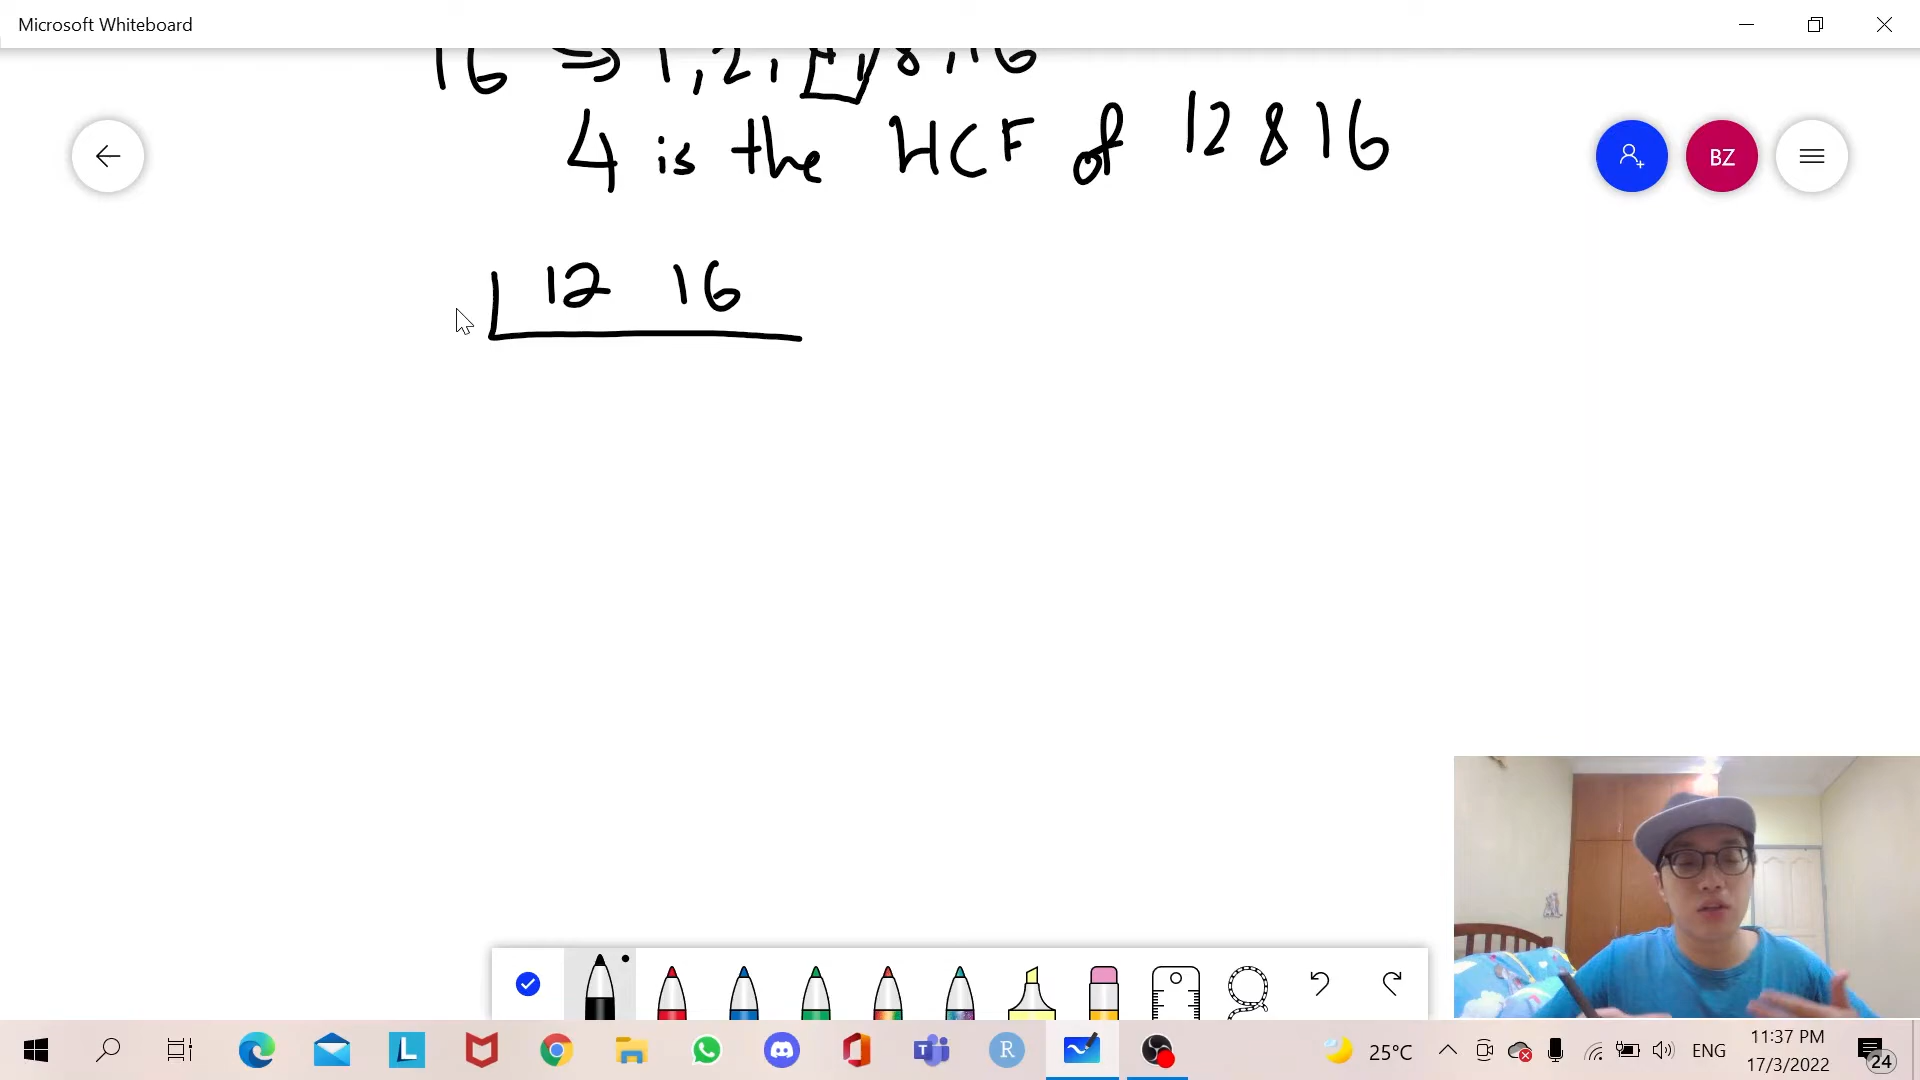 Microsoft Whiteboard
16 ⇒ 1, 2, 4, 8, 16
4 is the HCF of 12 & 16
BZ
12 16
L
R
25°C
ENG
11:37 PM
17/3/2022
24